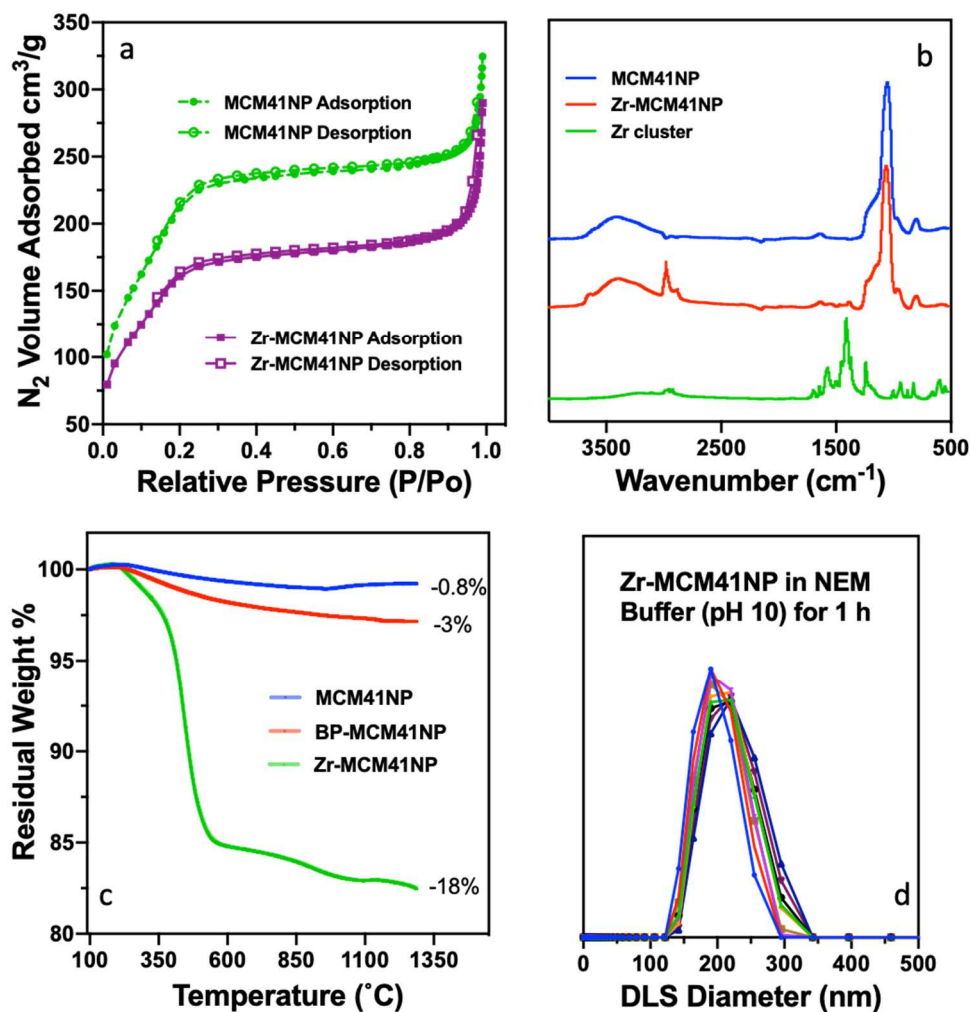 a
350
300
250
200
150
100
50
N₂ Volume Adsorbed cm³/g
MCM41NP Adsorption
MCM41NP Desorption
Zr-MCM41NP Adsorption
Zr-MCM41NP Desorption
0.0 0.2 0.4 0.6 0.8 1.0
Relative Pressure (P/Po)
b
MCM41NP
Zr-MCM41NP
Zr cluster
3500 2500 1500 500
Wavenumber (cm⁻¹)
100
95
90
85
80
Residual Weight %
-0.8%
-3%
MCM41NP
BP-MCM41NP
Zr-MCM41NP
-18%
c
100 350 600 850 1100 1350
Temperature (˚C)
Zr-MCM41NP in NEM
Buffer (pH 10) for 1 h
d
0 100 200 300 400 500
DLS Diameter (nm)